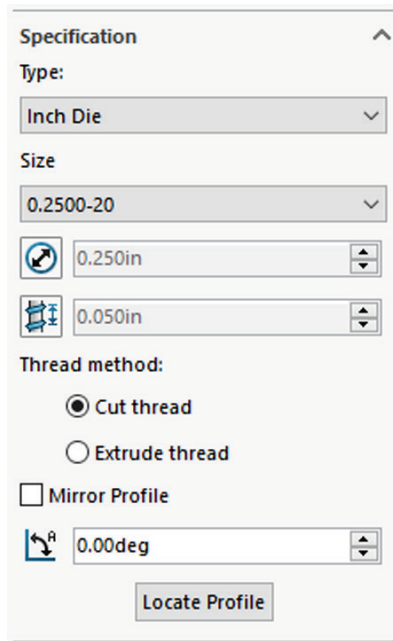 Specification
Type:
Inch Die
Size
0.2500-20
0.250in
0.050in
Thread method:
Cut thread
Extrude thread
Mirror Profile
A
0.00deg
Locate Profile